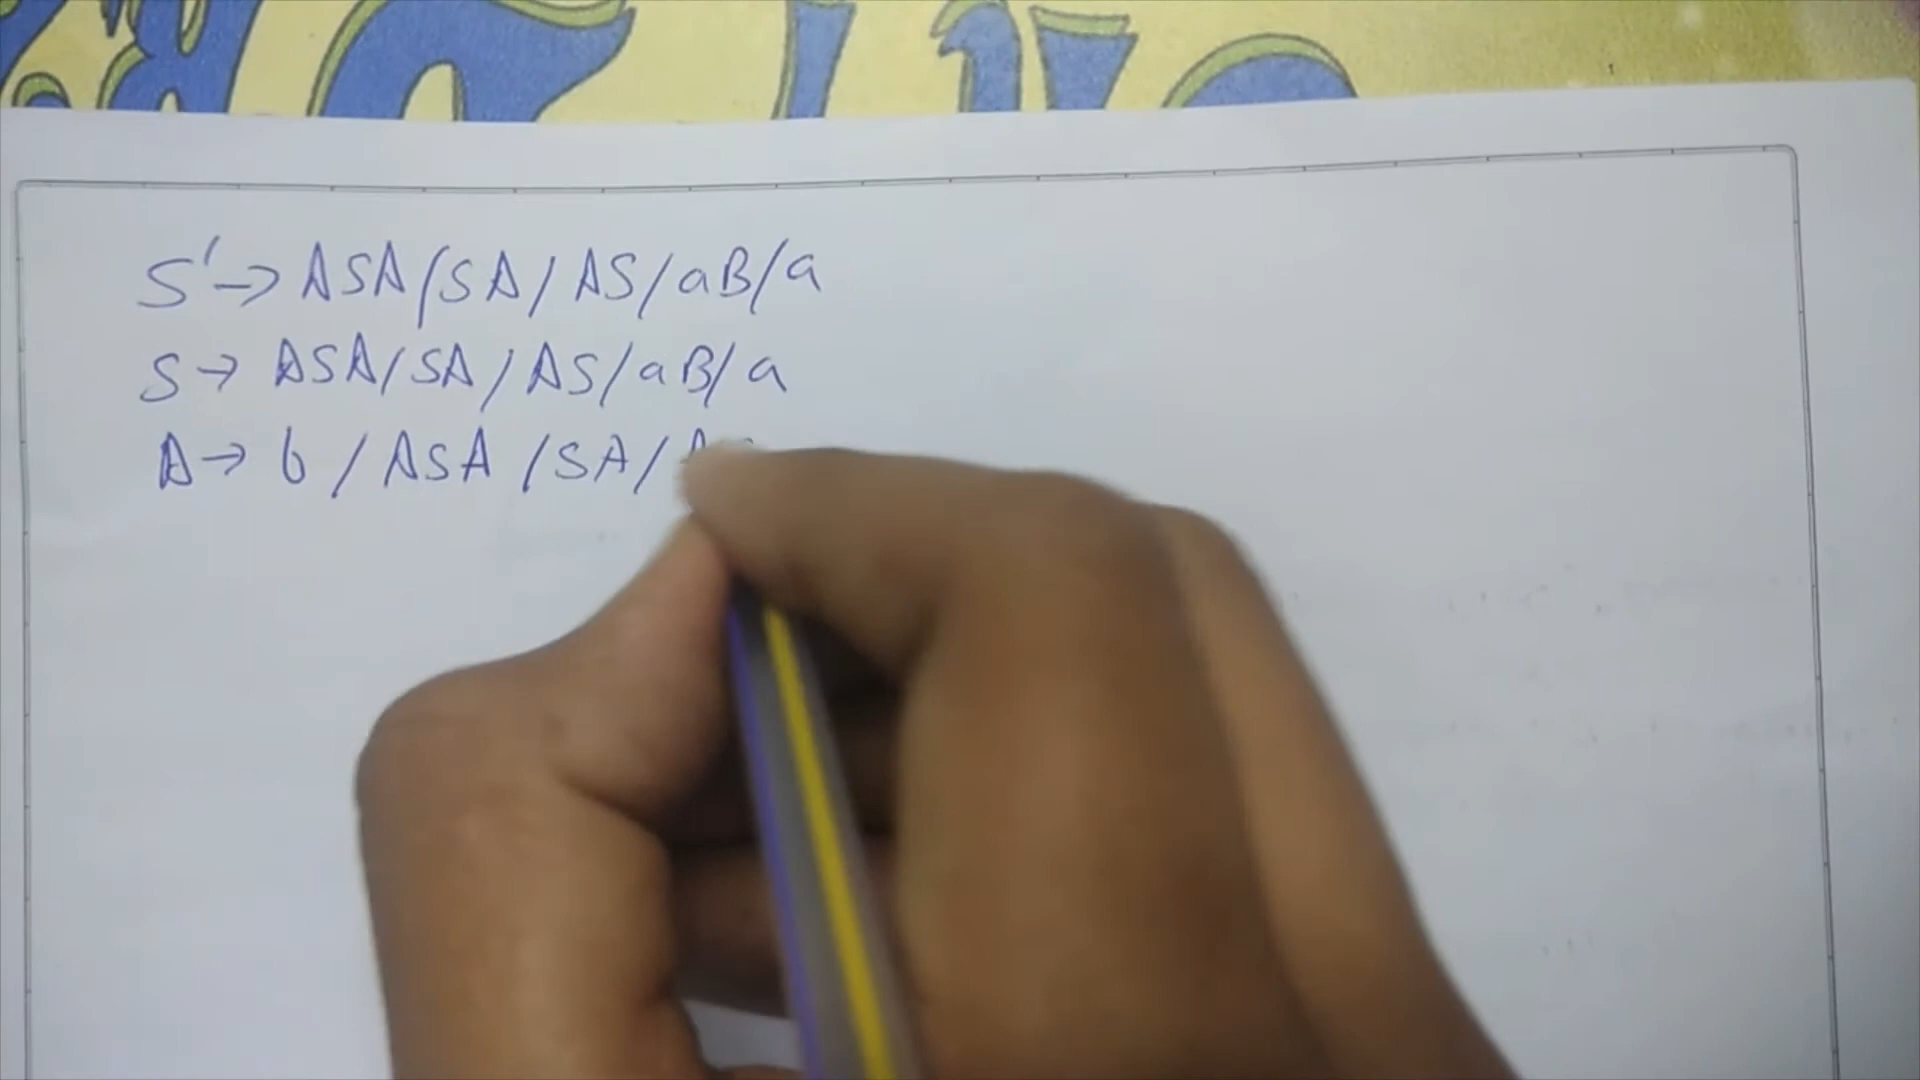 S' → ASA/SA/AS/aB/a
S → ASA/SA/AS/aB/a
A → b/ASA/SA/